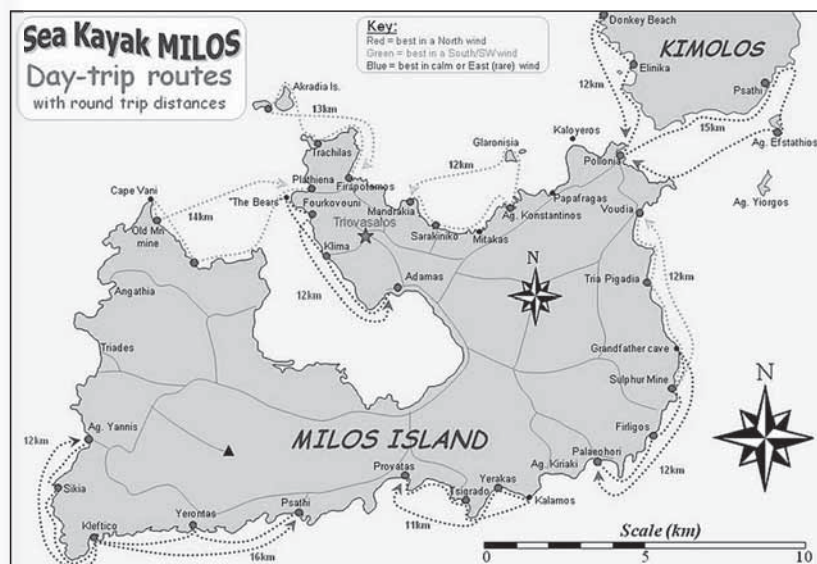 Sea Kayak MILOS
Day-trip routes
with round trip distances
Key:
Red = best in a North wind
Green = best in a South/SW wind
Blue = best in calm or East (rare) wind
Donkey Beach
KIMOLOS
Elinika
Psathi
12km
15km
Ag. Efstathios
Akradia Is.
13km
Kaloyeros
Glaronisia
Trachilas
12km
Pollonia
Plathiena
Firopotamos
Cape Vani
"The Bears"
Fourkovouni
Mandrakia
Papafragas
Ag. Yiorgos
Old Mn
mine
14km
Triovasalos
Sarakiniko
Mitakas
Ag. Konstantinos
Voudia
Klima
N
Adamas
12km
Tria Pigadia
12km
Angathia
Triades
Grandfather cave
Sulphur Mine
N
12km
Ag. Yannis
MILOS ISLAND
Firligos
Provatas
Ag. Kiriaki
Palaeohori
12km
Sikia
Psathi
Tsigrado
Yerakas
Kalamos
Yerontas
11km
Kleftico
16km
Scale (km)
0
5
10